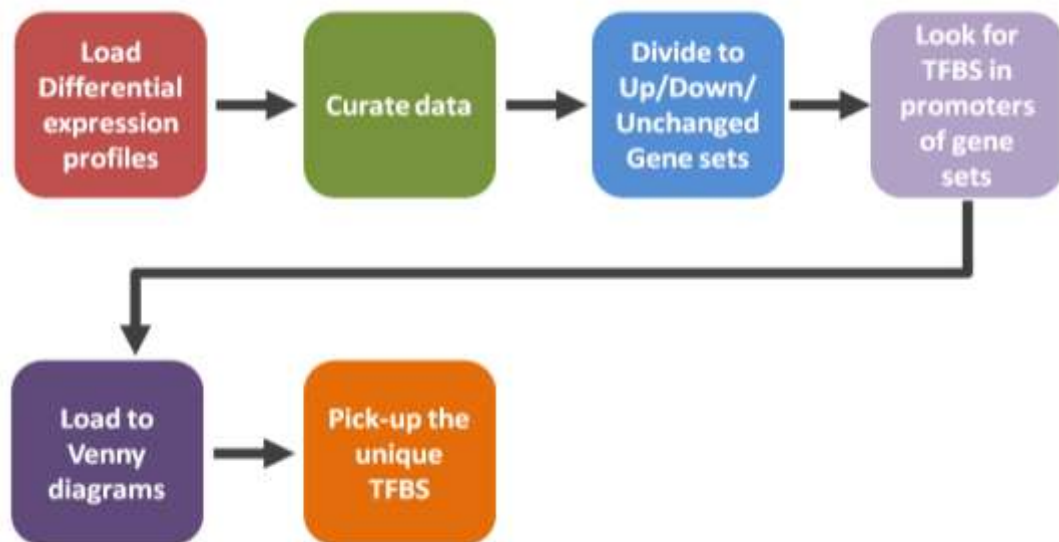 Load
Differential
expression
profiles
Curate data
Divide to
Up/Down/
Unchanged
Gene sets
Look for
TFBS in
promoters
of gene
sets
Load to
Venny
diagrams
Pick-up the
unique
TFBS